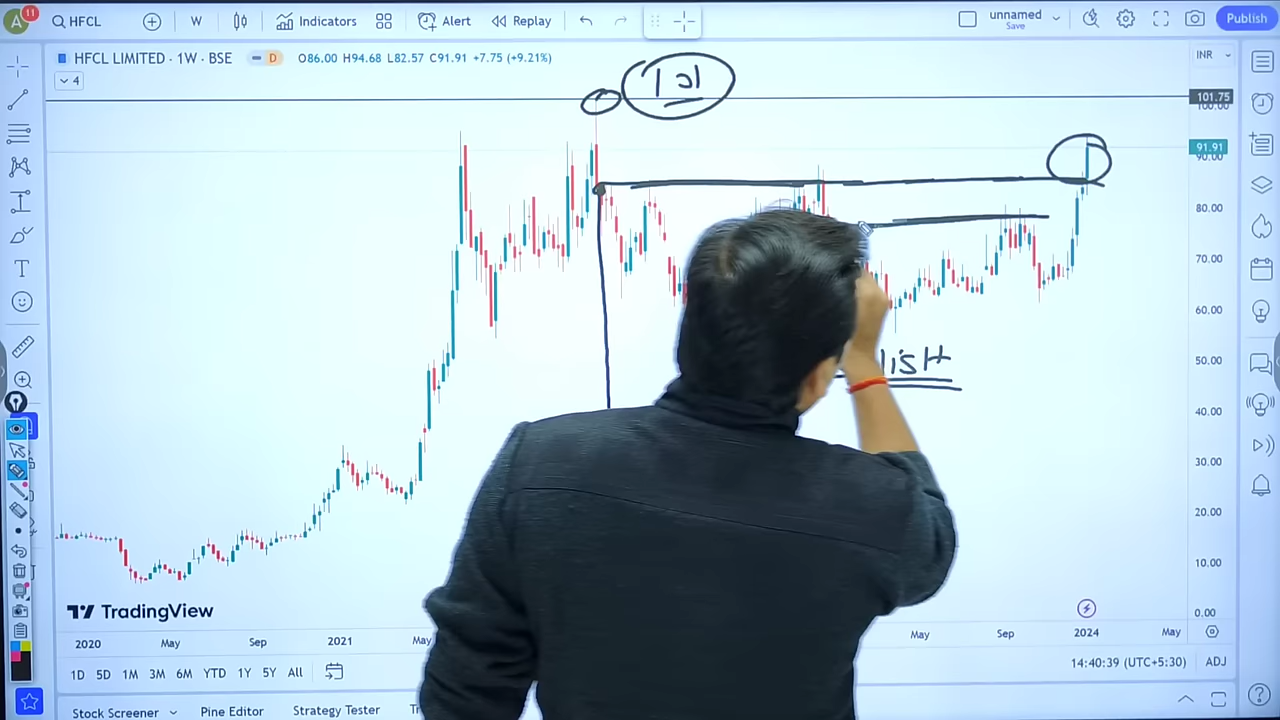 A 11 HFCL W Indicators Alert Replay unnamed Save Publish
HFCL LIMITED · 1W · BSE D O86.00 H94.68 L82.57 C91.91 +7.75 (+9.21%) INR
4
101
101.75
100.00
91.91
90.00
80.00
70.00
60.00
50.00
lisH
40.00
30.00
20.00
10.00
TradingView
0.00
2020 May Sep 2021 May May Sep 2024 May
1D 5D 1M 3M 6M YTD 1Y 5Y All 14:40:39 (UTC+5:30) ADJ
Stock Screener Pine Editor Strategy Tester